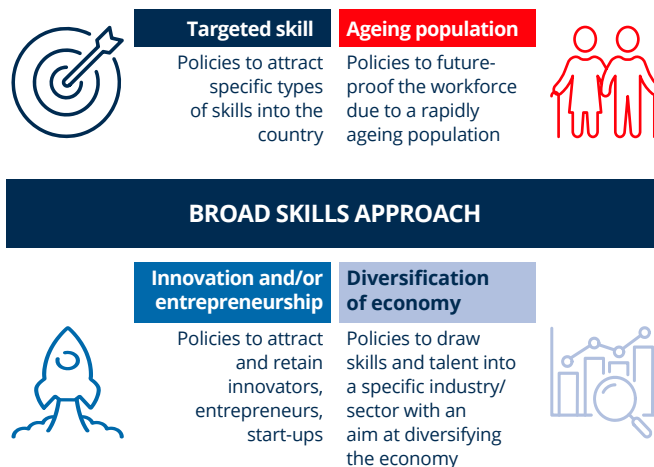 Targeted skill
Policies to attract
specific types
of skills into the
country
Ageing population
Policies to future-
proof the workforce
due to a rapidly
ageing population
BROAD SKILLS APPROACH
Innovation and/or
entrepreneurship
Policies to attract
and retain
innovators,
entrepreneurs,
start-ups
Diversification
of economy
Policies to draw
skills and talent into
a specific industry/
sector with an
aim at diversifying
the economy